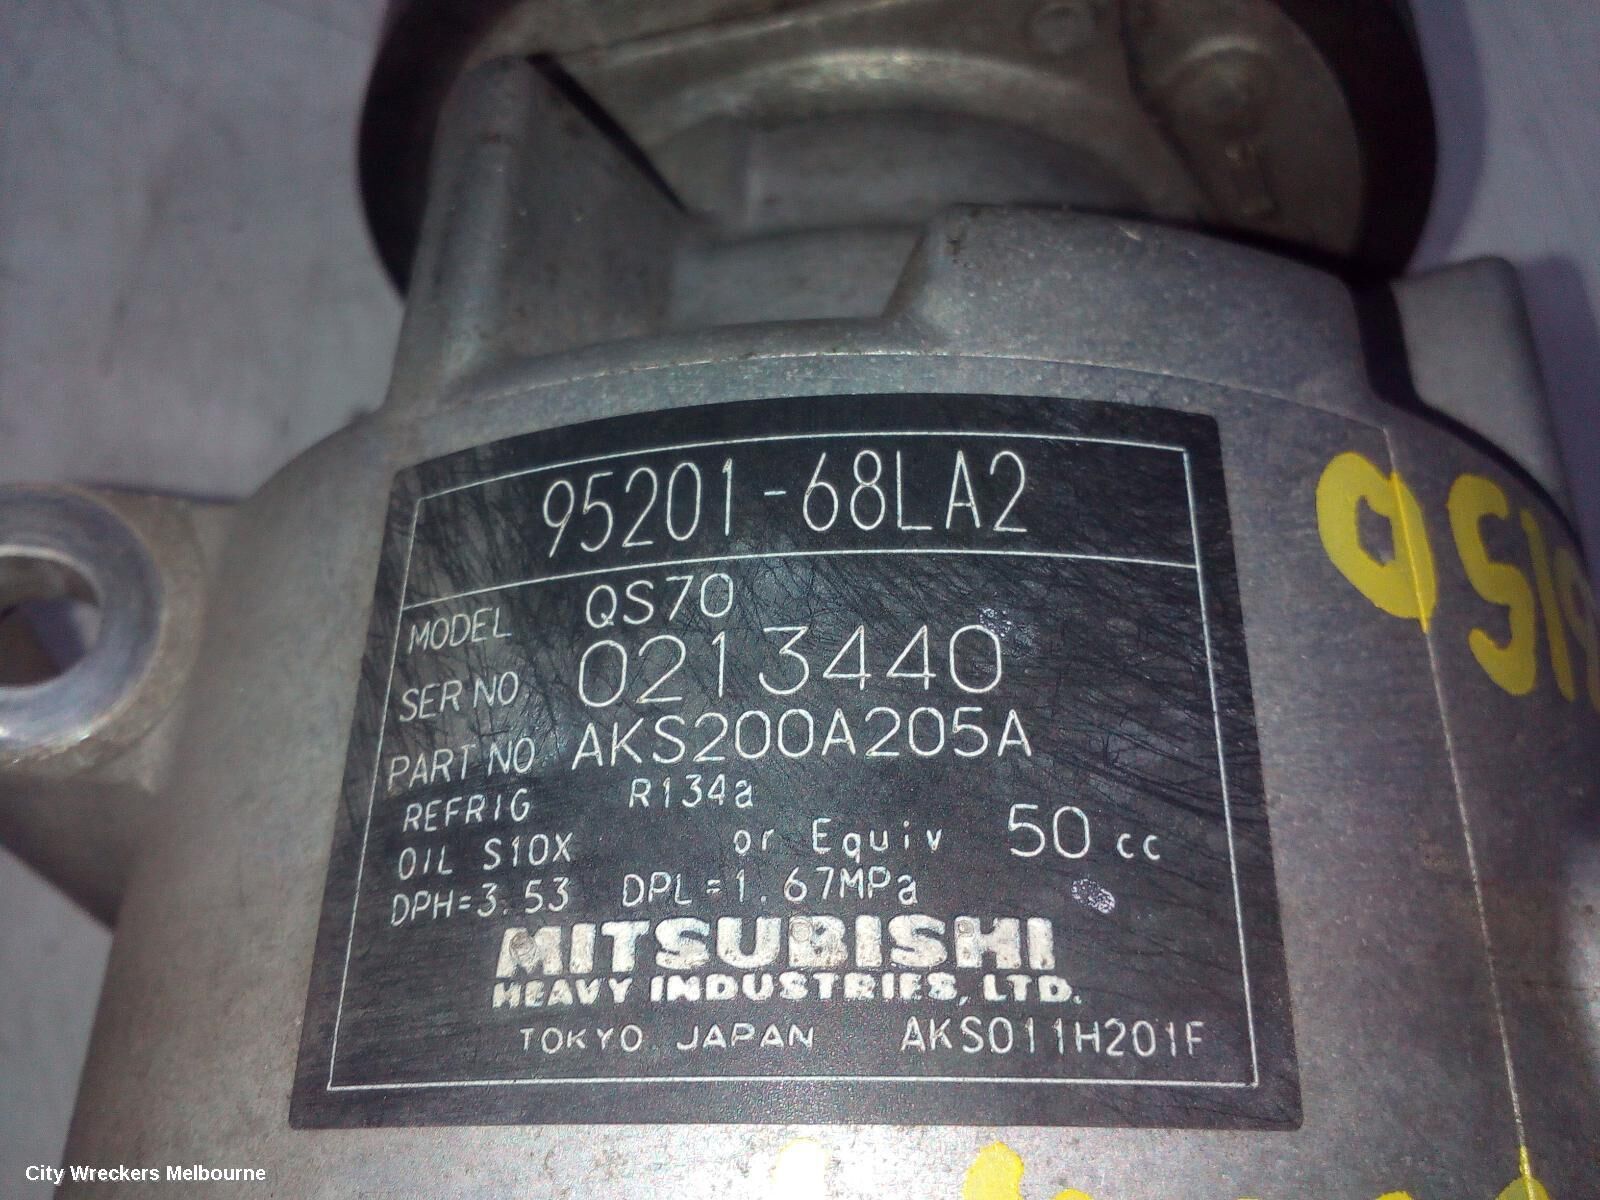 95201-68LA2
MODEL QS70
SER NO 0213440
PART NO AKS200A205A
REFRIG R134a
OIL S10X or Equiv 50 cc
DPH=3.53 DPL=1.67MPa
MITSUBISHI
HEAVY INDUSTRIES, LTD.
TOKYO JAPAN AKS011H201F
City Wreckers Melbourne